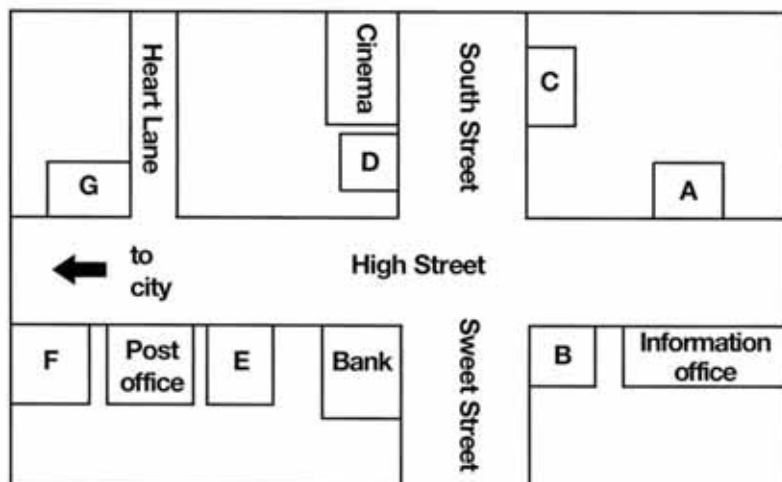 Heart Lane
Cinema
South Street
C
D
G
A
to
city
High Street
F
Post
office
E
Bank
Sweet Street
B
Information
office